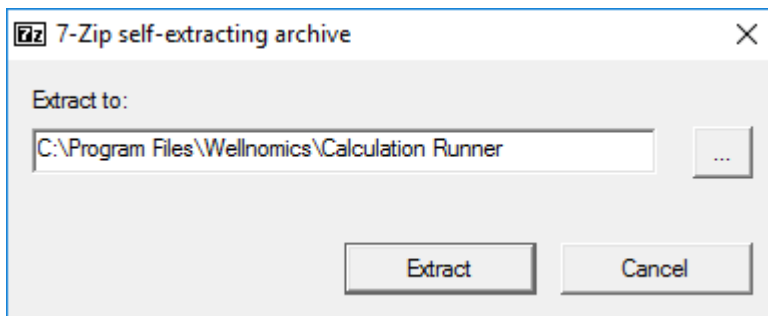 7z 7-Zip self-extracting archive
Extract to:
C:\Program Files\Wellnomics\Calculation Runner
...
Extract Cancel